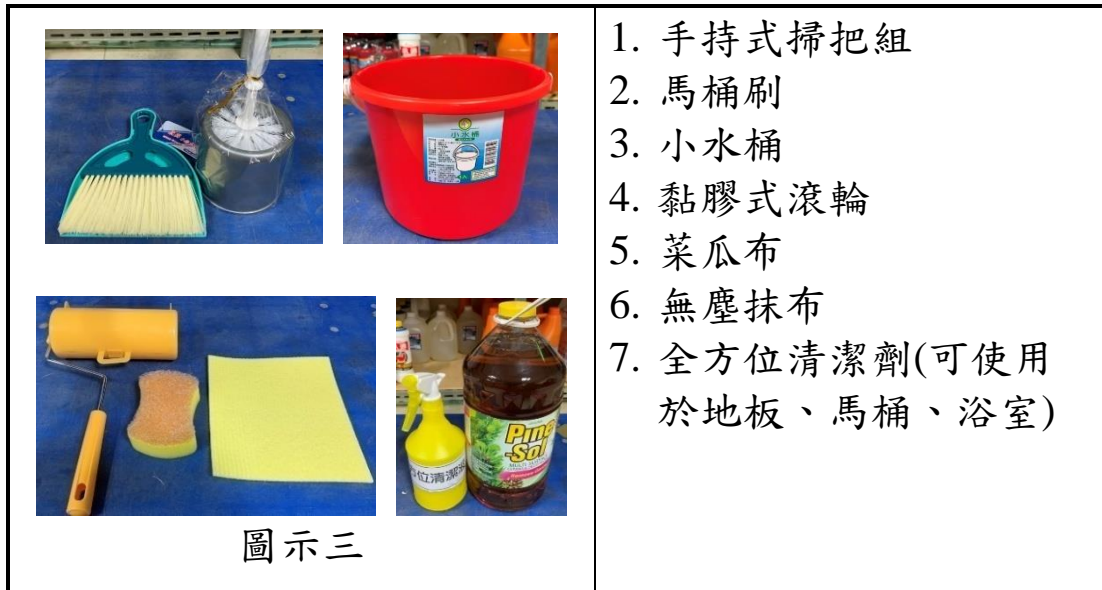 小水桶
方位清潔
Pine
-Sol
圖示三
1. 手持式掃把組
2. 馬桶刷
3. 小水桶
4. 黏膠式滾輪
5. 菜瓜布
6. 無塵抹布
7. 全方位清潔劑(可使用
於地板、馬桶、浴室)